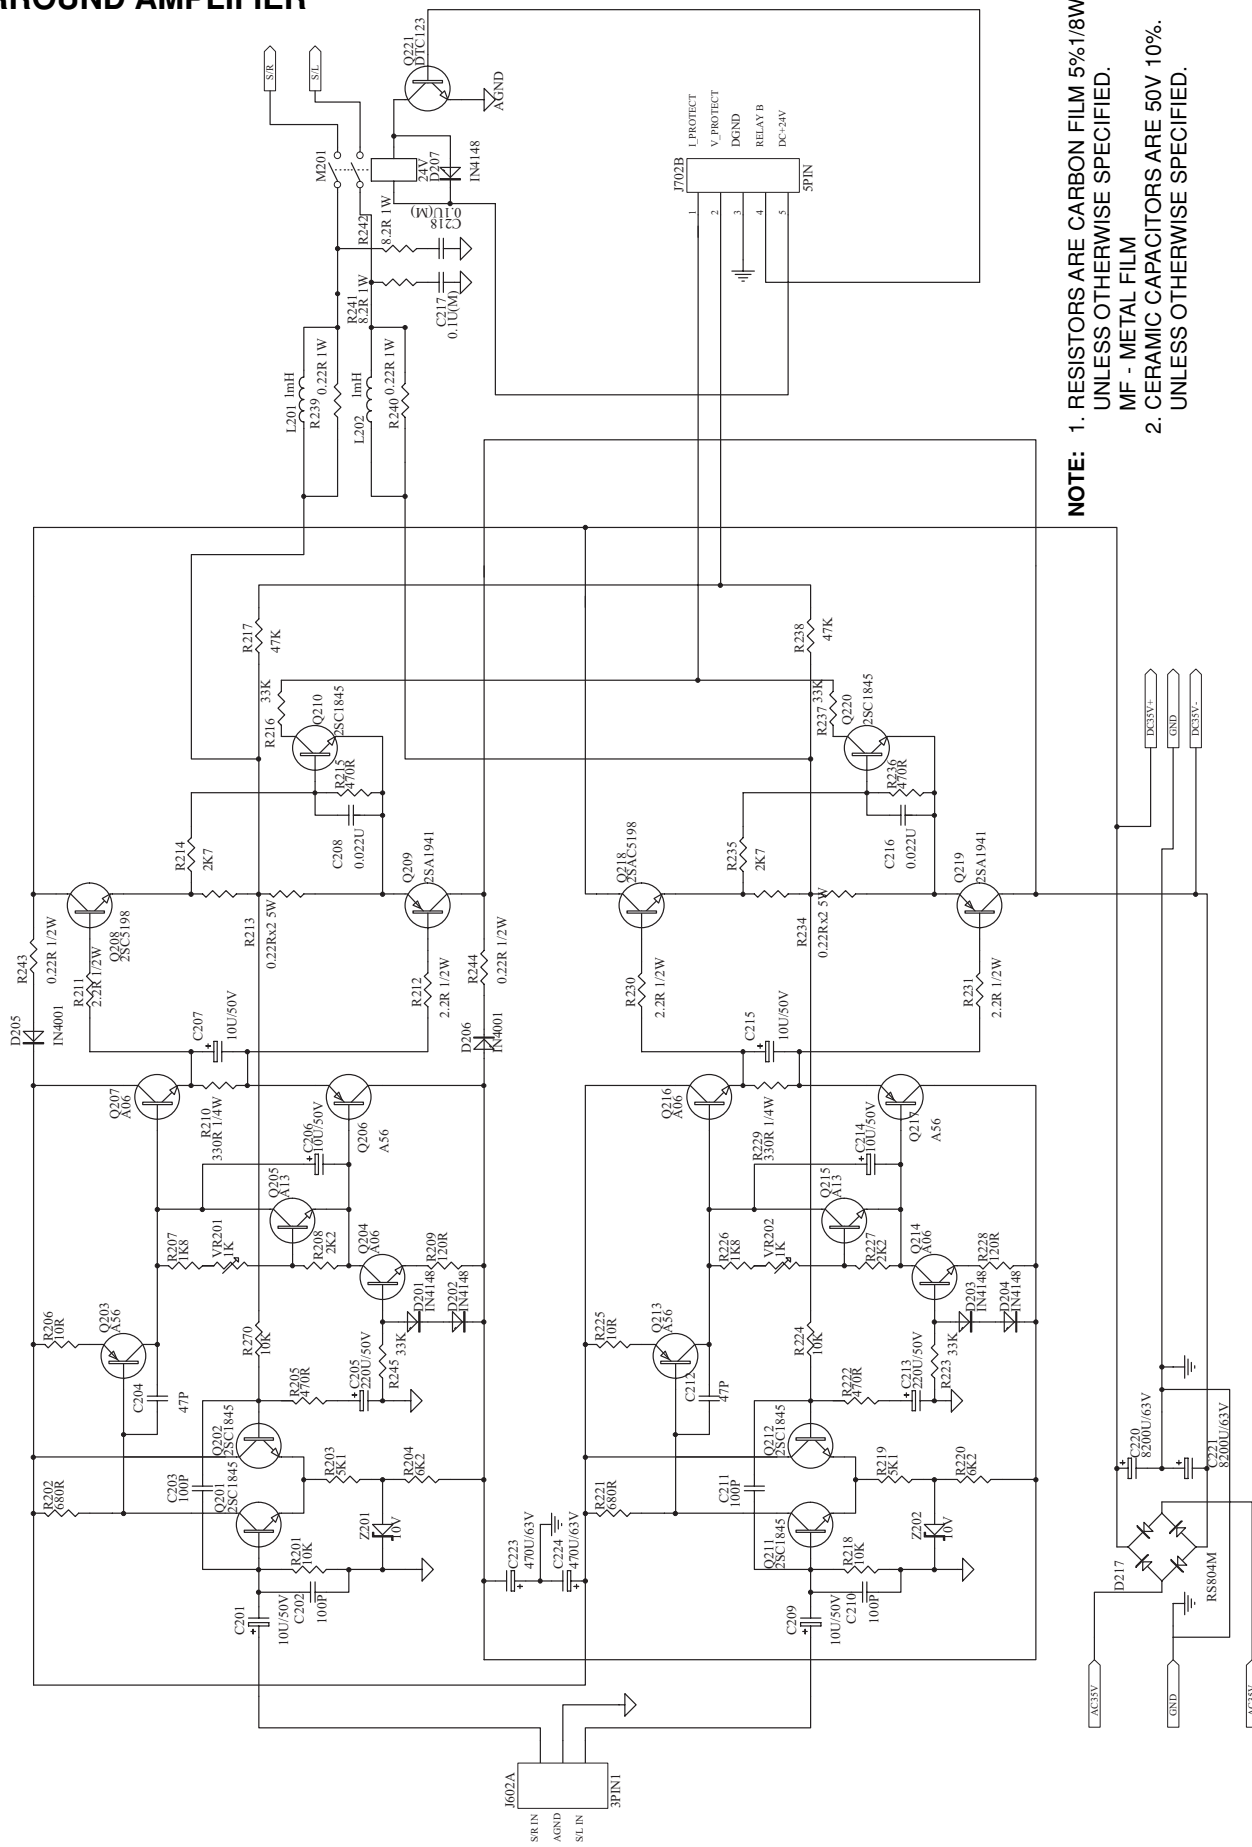 RROUND AMPLIFIER
S/R
S/L
Q221
DTC123
AGND
M201
24V
D207
IN4148
R242
8.2R 1W
C218
0.1U(M)
R241
8.2R 1W
C217
0.1U(M)
L201 1mH
R239 0.22R 1W
L202 1mH
R240 0.22R 1W
J702B
I_PROTECT
V_PROTECT
DGND
RELAY B
DC+24V
1
2
3
4
5
5PIN
NOTE: 1. RESISTORS ARE CARBON FILM 5%1/8W
UNLESS OTHERWISE SPECIFIED.
MF - METAL FILM
2. CERAMIC CAPACITORS ARE 50V 10%.
UNLESS OTHERWISE SPECIFIED.
R217
47K
R216
33K
Q210
2SC1845
R215
470R
C208
0.022U
R214
2K7
Q209
2SA1941
R213
0.22Rx2 5W
Q208
2SC5198
R243
0.22R 1/2W
R211
2.2R 1/2W
R212
2.2R 1/2W
R244
0.22R 1/2W
D205
IN4001
C207
10U/50V
D206
IN4001
R238
47K
R237
33K
Q220
2SC1845
R236
470R
C216
0.022U
R235
2K7
Q218
2SAC5198
Q219
2SA1941
R234
0.22Rx2 5W
R230
2.2R 1/2W
R231
2.2R 1/2W
C215
10U/50V
DC35V+
GND
DC35V-
Q207
A06
R210
330R 1/4W
C206
10U/50V
Q206
A56
Q205
A13
R207
1K8
VR201
1K
R208
2K2
Q204
A06
R209
120R
D201
IN4148
D202
IN4148
R206
10R
Q203
A56
C204
47P
R270
10K
R205
470R
C205
220U/50V
R245
33K
Q202
2SC1845
R202
680R
C203
100P
Q201
2SC1845
R203
5K1
R204
6K2
Z201
10V
R201
10K
C202
100P
C201
10U/50V
Q216
A06
R229
330R 1/4W
C214
10U/50V
Q217
A56
Q215
A13
R226
1K8
VR202
1K
R227
2K2
Q214
A06
R228
120R
D203
IN4148
D204
IN4148
R225
10R
Q213
A56
C212
47P
R224
10K
R222
470R
C213
220U/50V
R223
33K
Q212
2SC1845
R221
680R
C211
100P
Q211
2SC1845
R219
5K1
R220
6K2
Z202
10V
R218
10K
C210
100P
C209
10U/50V
C223
470U/63V
C224
470U/63V
C220
8200U/63V
C221
8200U/63V
D217
RS804M
AC35V
GND
AC35V
J602A
S/R IN
AGND
S/L IN
3PIN1